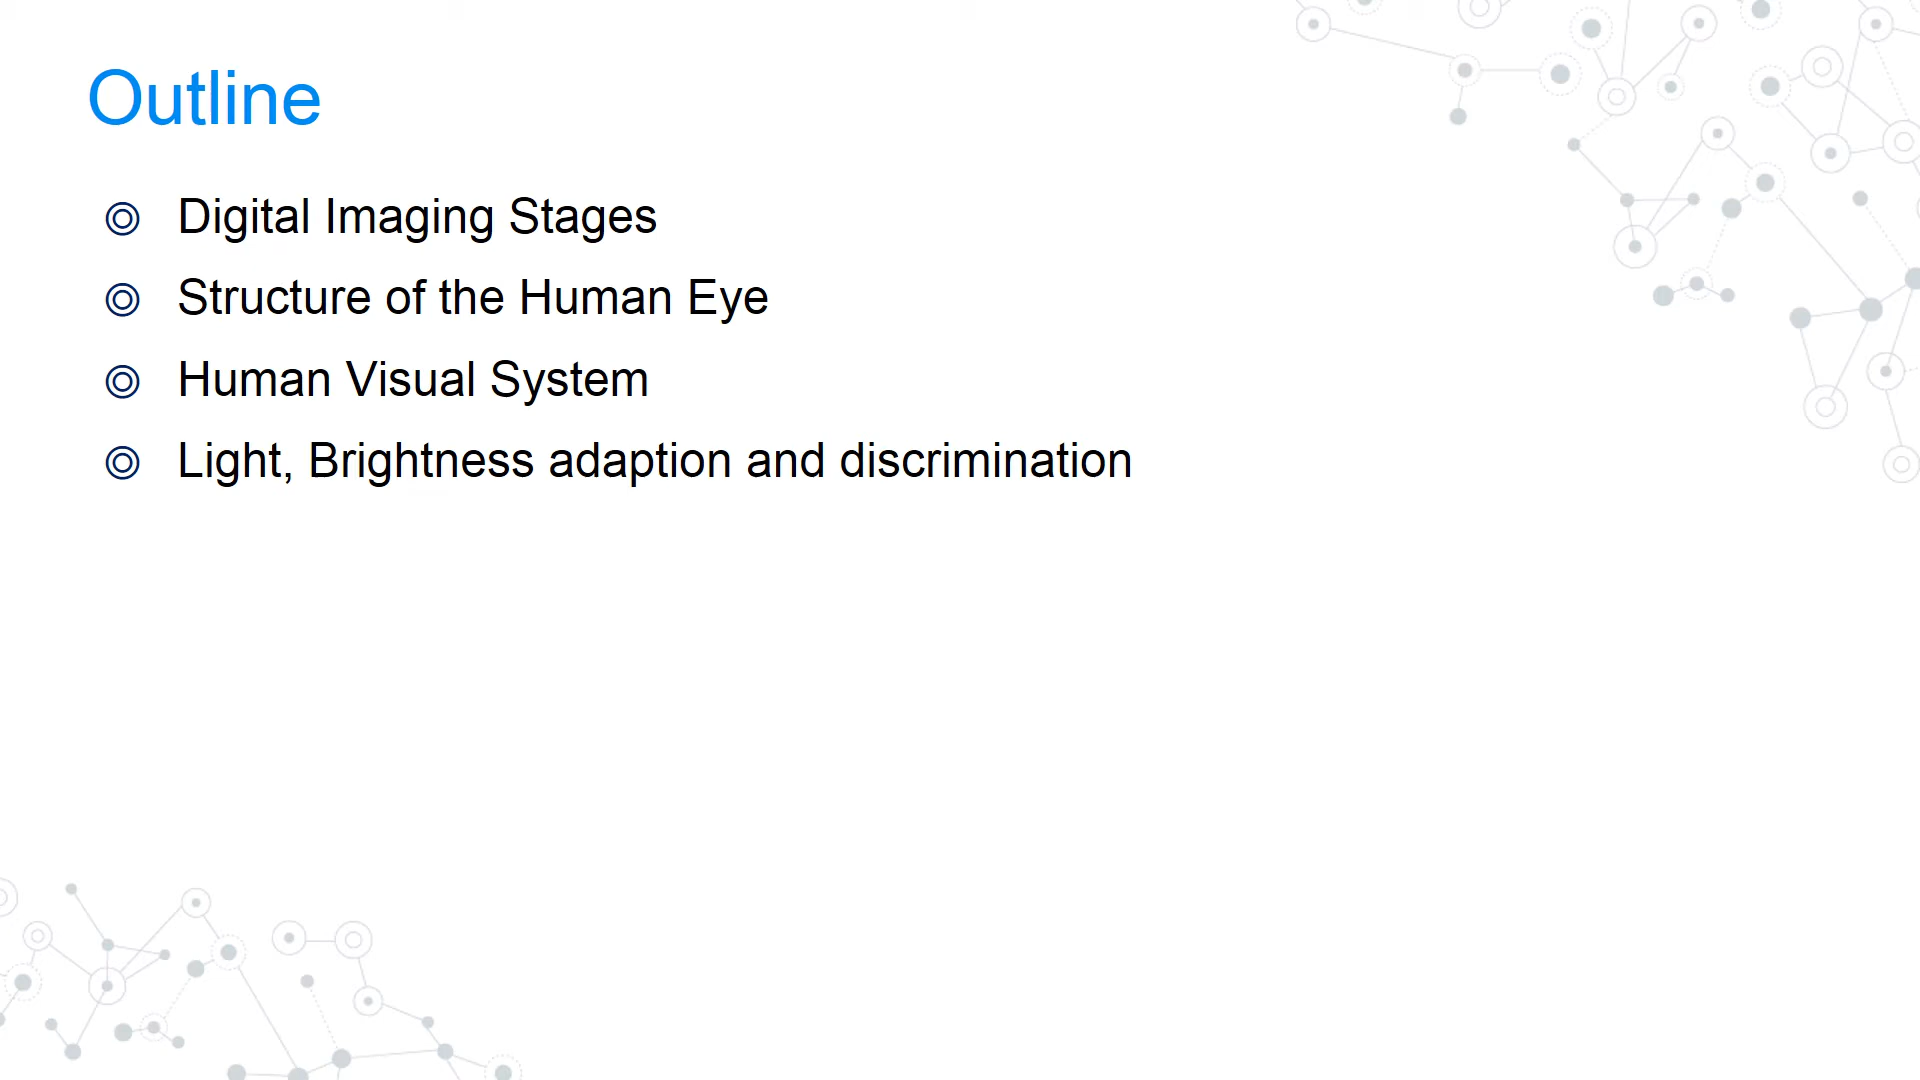 Outline
Digital Imaging Stages
Structure of the Human Eye
Human Visual System
Light, Brightness adaption and discrimination